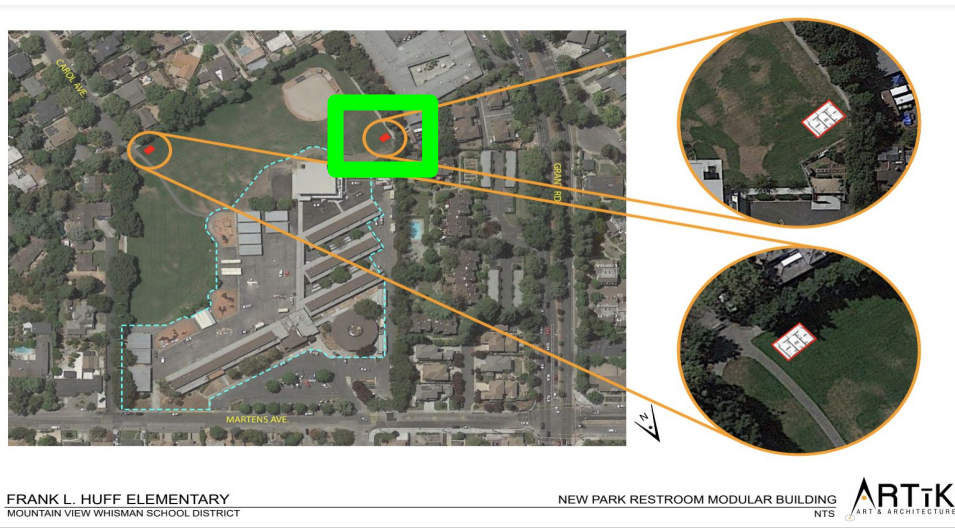 CAROL AVE.
GRANT RD.
MARTENS AVE.
N
FRANK L. HUFF ELEMENTARY
MOUNTAIN VIEW WHISMAN SCHOOL DISTRICT
NEW PARK RESTROOM MODULAR BUILDING
NTS
ARTiK
ART & ARCHITECTURE